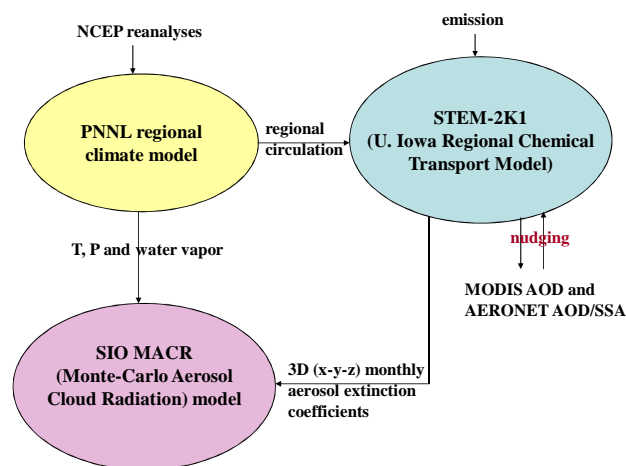 NCEP reanalyses
emission
PNNL regional
climate model
regional
circulation
STEM-2K1
(U. Iowa Regional Chemical
Transport Model)
T, P and water vapor
nudging
MODIS AOD and
AERONET AOD/SSA
SIO MACR
(Monte-Carlo Aerosol
Cloud Radiation) model
3D (x-y-z) monthly
aerosol extinction
coefficients